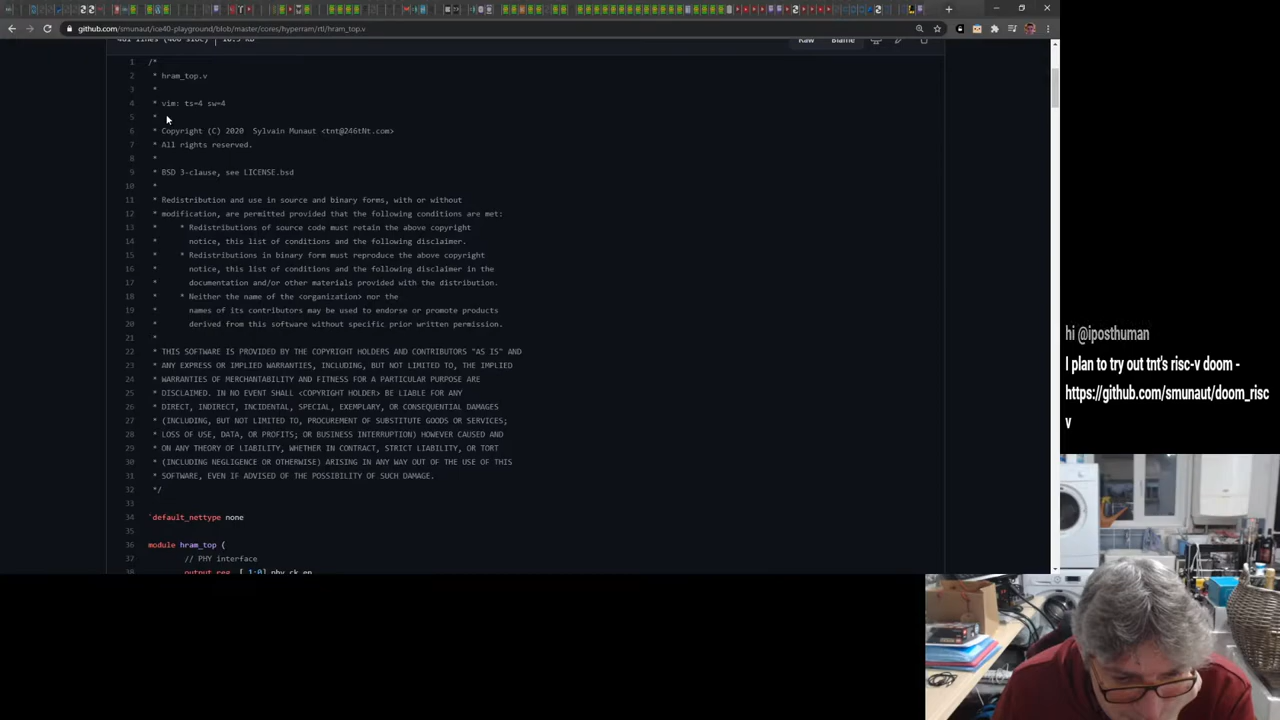 github.com/smunaut/ice40-playground/blob/master/cores/hyperram/rtl/hram_top.v
Raw
Blame
1 /*
2 * hram_top.v
3 *
4 * vim: ts=4 sw=4
5 *
6 * Copyright (C) 2020 Sylvain Munaut <tnt@246tNt.com>
7 * All rights reserved.
8 *
9 * BSD 3-clause, see LICENSE.bsd
10 *
11 * Redistribution and use in source and binary forms, with or without
12 * modification, are permitted provided that the following conditions are met:
13 * * Redistributions of source code must retain the above copyright
14 * notice, this list of conditions and the following disclaimer.
15 * * Redistributions in binary form must reproduce the above copyright
16 * notice, this list of conditions and the following disclaimer in the
17 * documentation and/or other materials provided with the distribution.
18 * * Neither the name of the <organization> nor the
19 * names of its contributors may be used to endorse or promote products
20 * derived from this software without specific prior written permission.
21 *
22 * THIS SOFTWARE IS PROVIDED BY THE COPYRIGHT HOLDERS AND CONTRIBUTORS "AS IS" AND
23 * ANY EXPRESS OR IMPLIED WARRANTIES, INCLUDING, BUT NOT LIMITED TO, THE IMPLIED
24 * WARRANTIES OF MERCHANTABILITY AND FITNESS FOR A PARTICULAR PURPOSE ARE
25 * DISCLAIMED. IN NO EVENT SHALL <COPYRIGHT HOLDER> BE LIABLE FOR ANY
26 * DIRECT, INDIRECT, INCIDENTAL, SPECIAL, EXEMPLARY, OR CONSEQUENTIAL DAMAGES
27 * (INCLUDING, BUT NOT LIMITED TO, PROCUREMENT OF SUBSTITUTE GOODS OR SERVICES;
28 * LOSS OF USE, DATA, OR PROFITS; OR BUSINESS INTERRUPTION) HOWEVER CAUSED AND
29 * ON ANY THEORY OF LIABILITY, WHETHER IN CONTRACT, STRICT LIABILITY, OR TORT
30 * (INCLUDING NEGLIGENCE OR OTHERWISE) ARISING IN ANY WAY OUT OF THE USE OF THIS
31 * SOFTWARE, EVEN IF ADVISED OF THE POSSIBILITY OF SUCH DAMAGE.
32 */
33
34 `default_nettype none
35
36 module hram_top (
37 // PHY interface
38 output reg [ 1:0] phy_ck_en
hi @iposthuman
I plan to try out tnt's risc-v doom -
https://github.com/smunaut/doom_risc
v